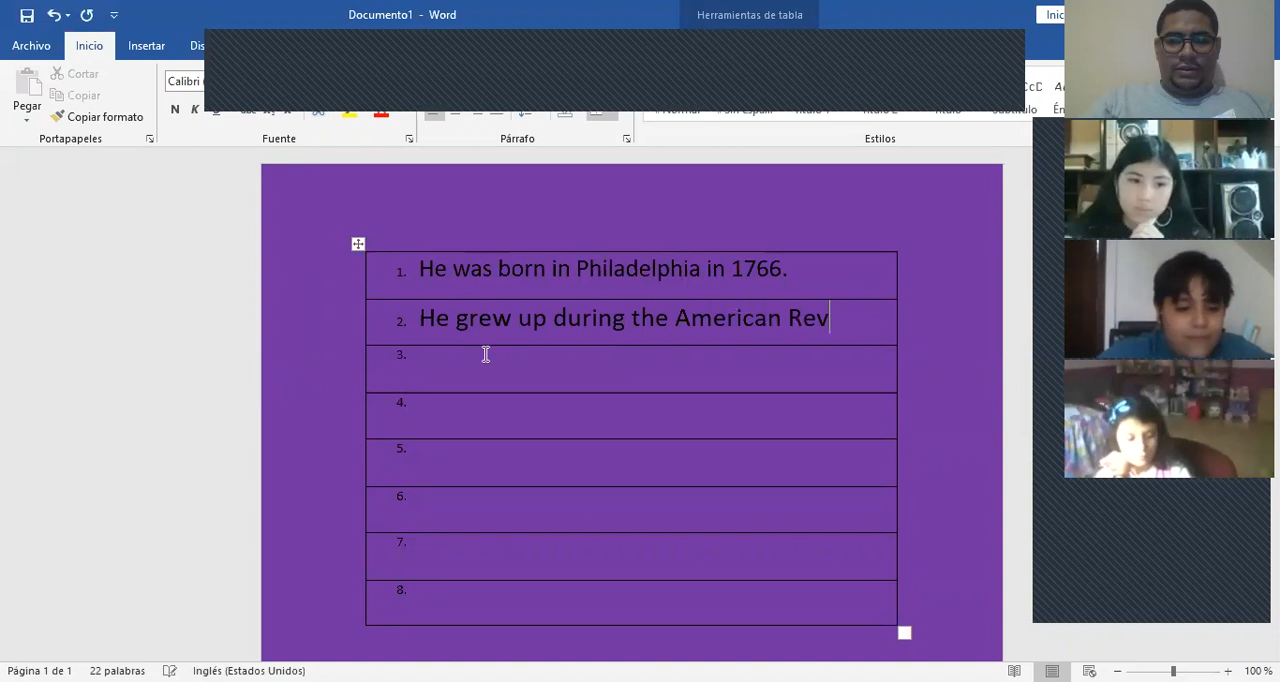 Documento1 - Word
Herramientas de tabla
Inic
Archivo
Inicio
Insertar
Dis
Pegar
Cortar
Copiar
Copiar formato
Calibri
N K
Portapapeles
Fuente
Párrafo
Estilos
1. He was born in Philadelphia in 1766.
2. He grew up during the American Rev
3.
4.
5.
6.
7.
8.
Página 1 de 1
22 palabras
Inglés (Estados Unidos)
100 %